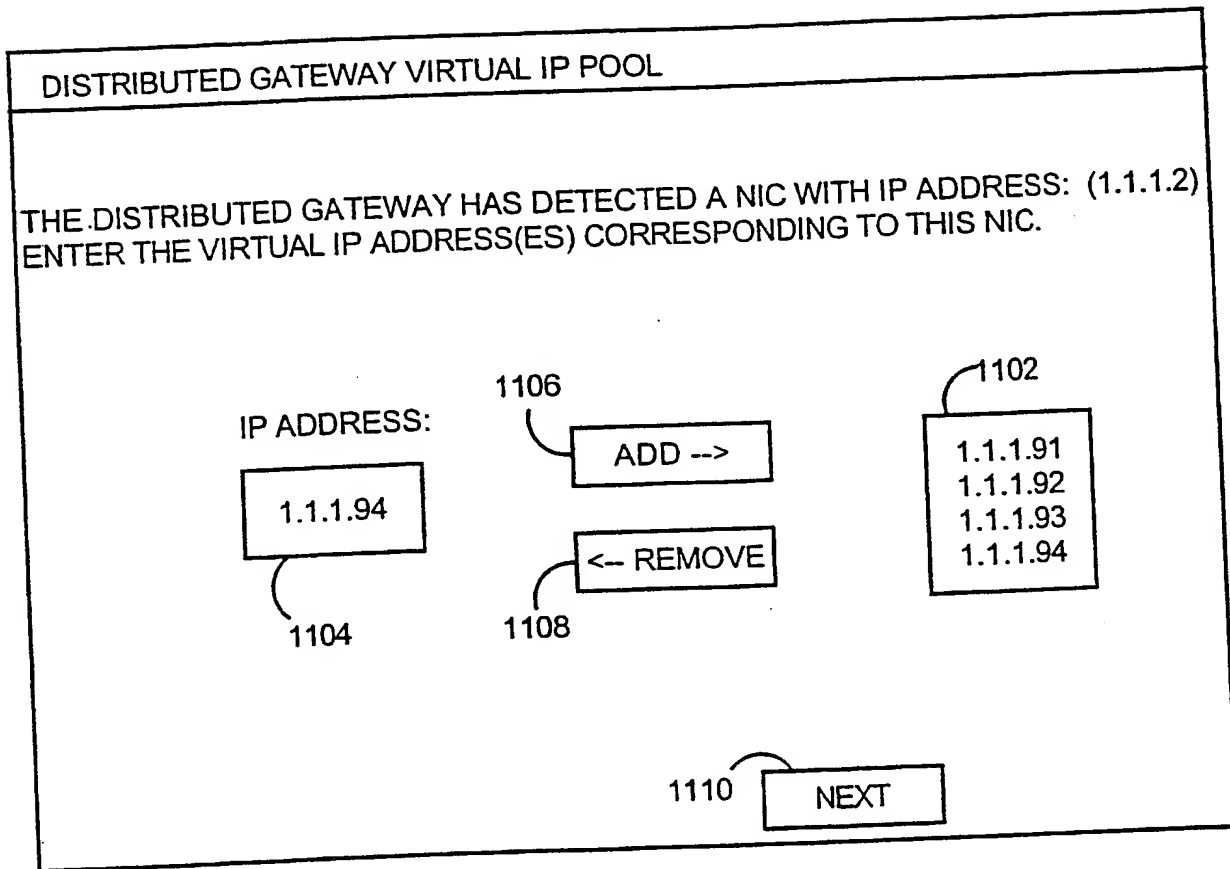 DISTRIBUTED GATEWAY VIRTUAL IP POOL
THE DISTRIBUTED GATEWAY HAS DETECTED A NIC WITH IP ADDRESS: (1.1.1.2)
ENTER THE VIRTUAL IP ADDRESS(ES) CORRESPONDING TO THIS NIC.
1106
1102
IP ADDRESS:
ADD -->
1.1.1.91
1.1.1.92
1.1.1.93
1.1.1.94
1.1.1.94
<-- REMOVE
1104
1108
1110
NEXT